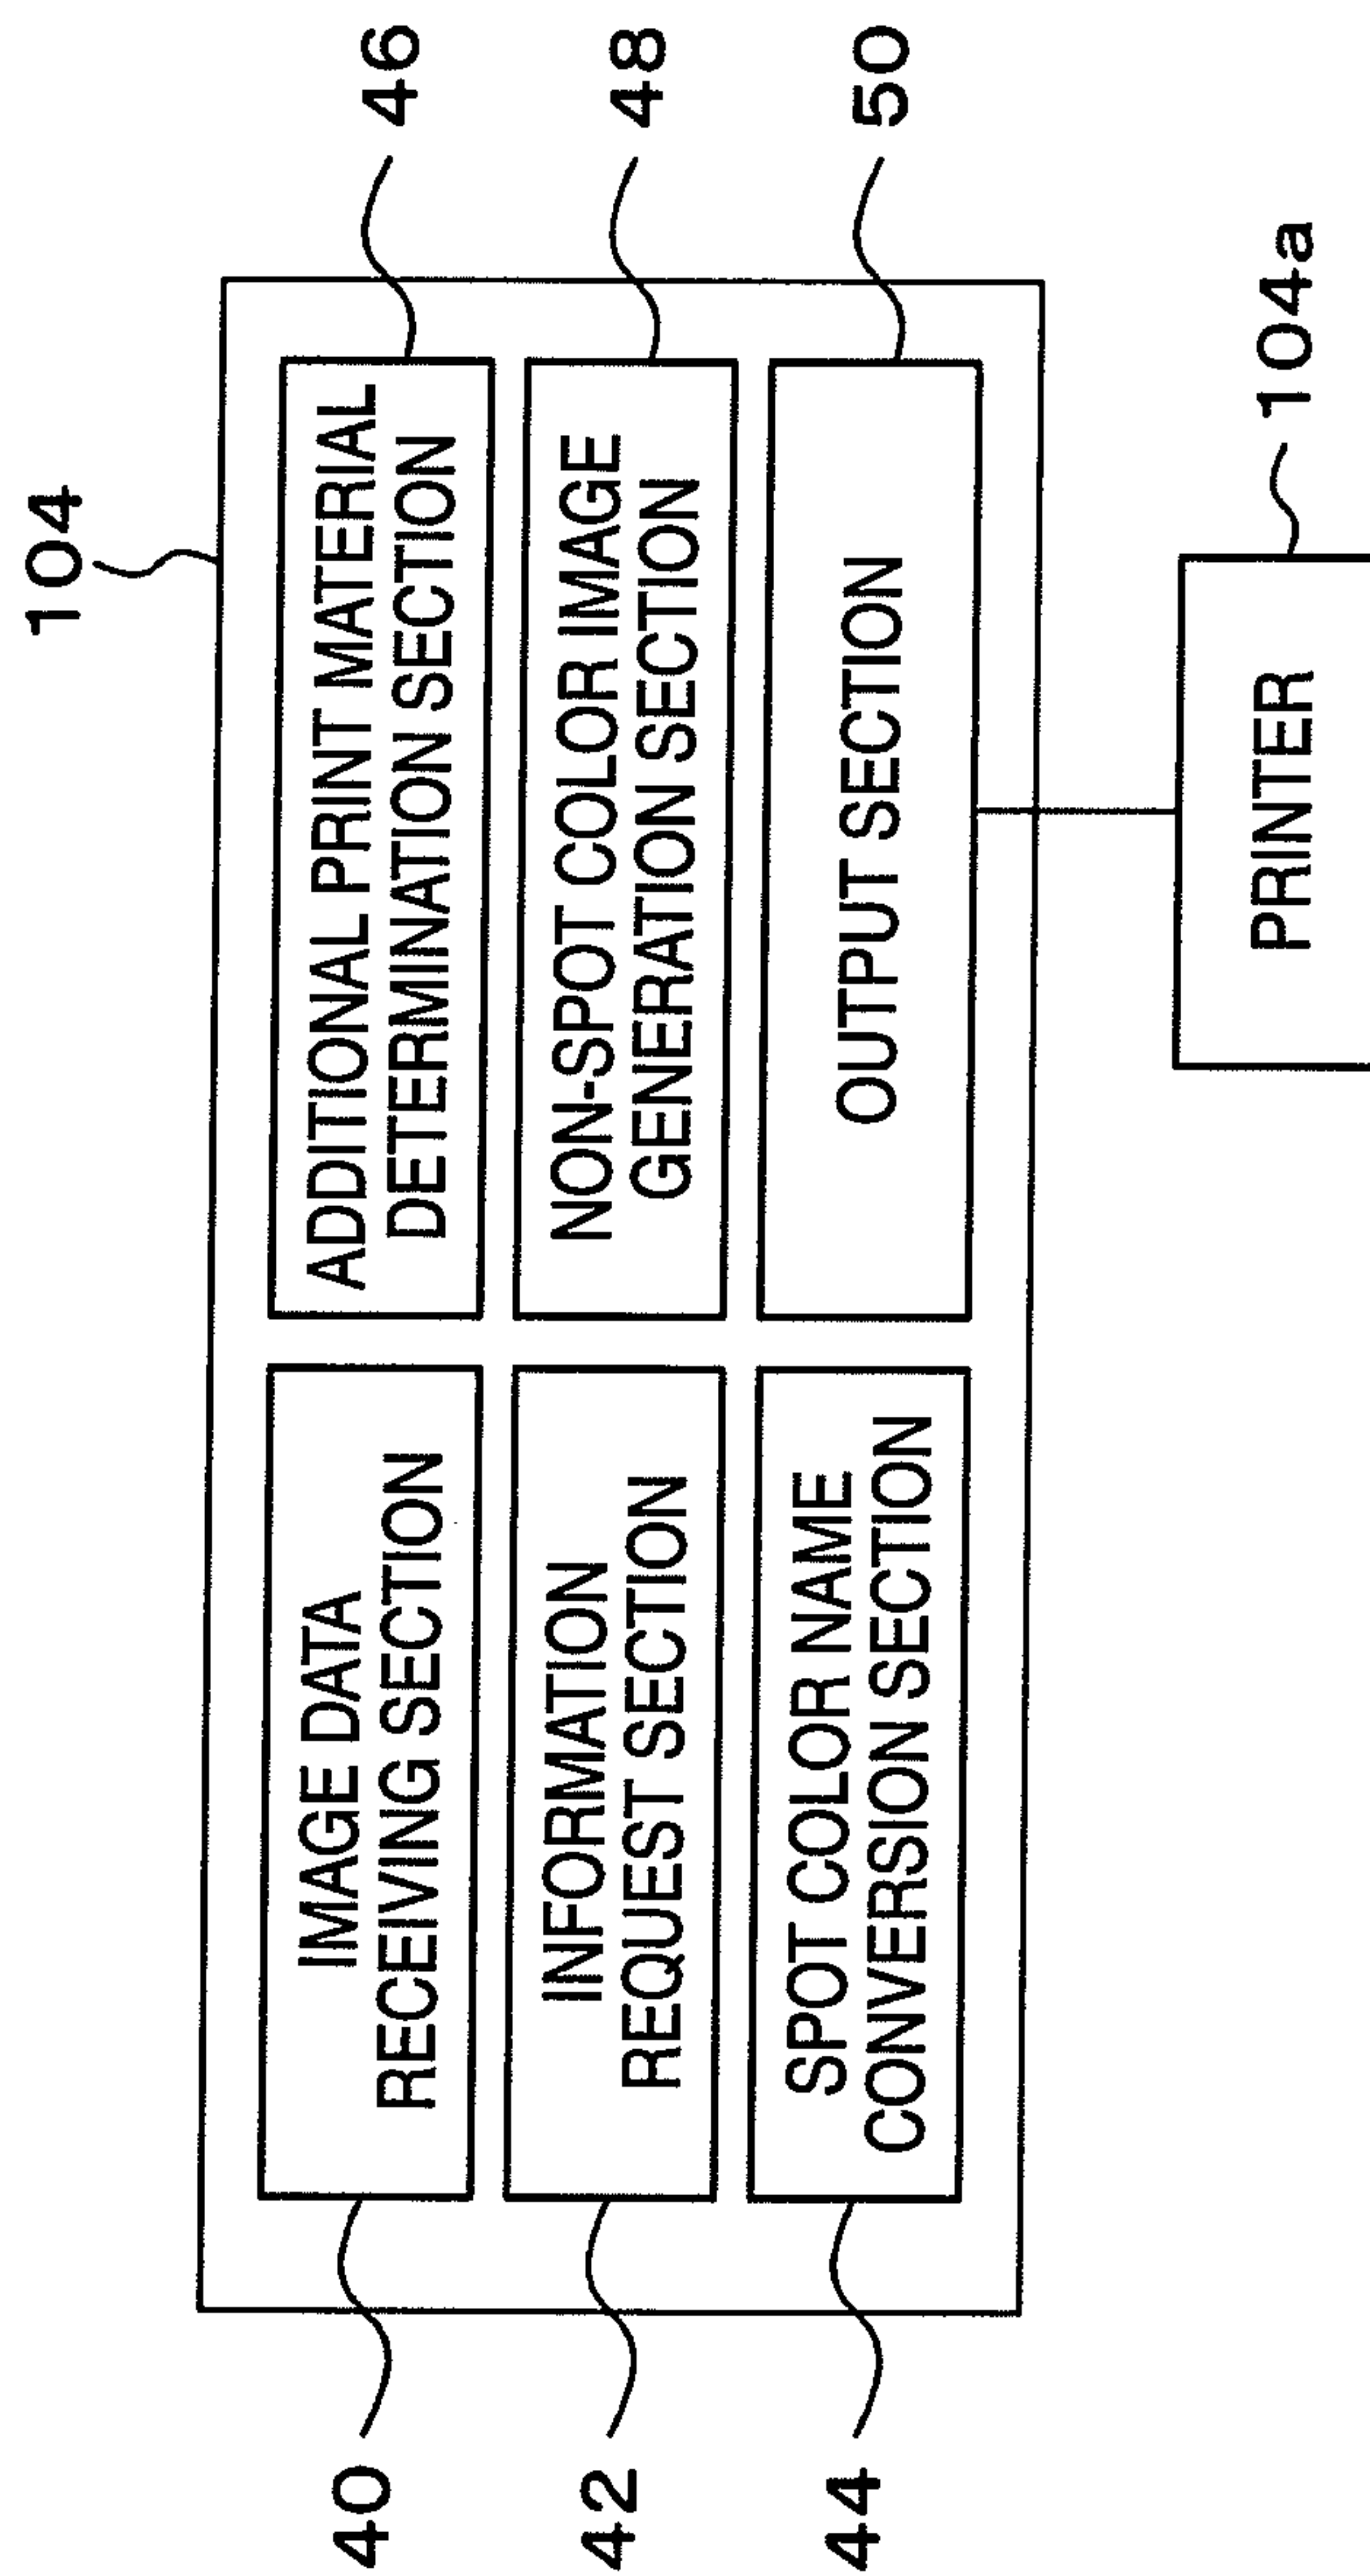 104
40
IMAGE DATA
RECEIVING SECTION
ADDITIONAL PRINT MATERIAL
DETERMINATION SECTION
46
42
INFORMATION
REQUEST SECTION
NON-SPOT COLOR IMAGE
GENERATION SECTION
48
44
SPOT COLOR NAME
CONVERSION SECTION
OUTPUT SECTION
50
PRINTER
104a